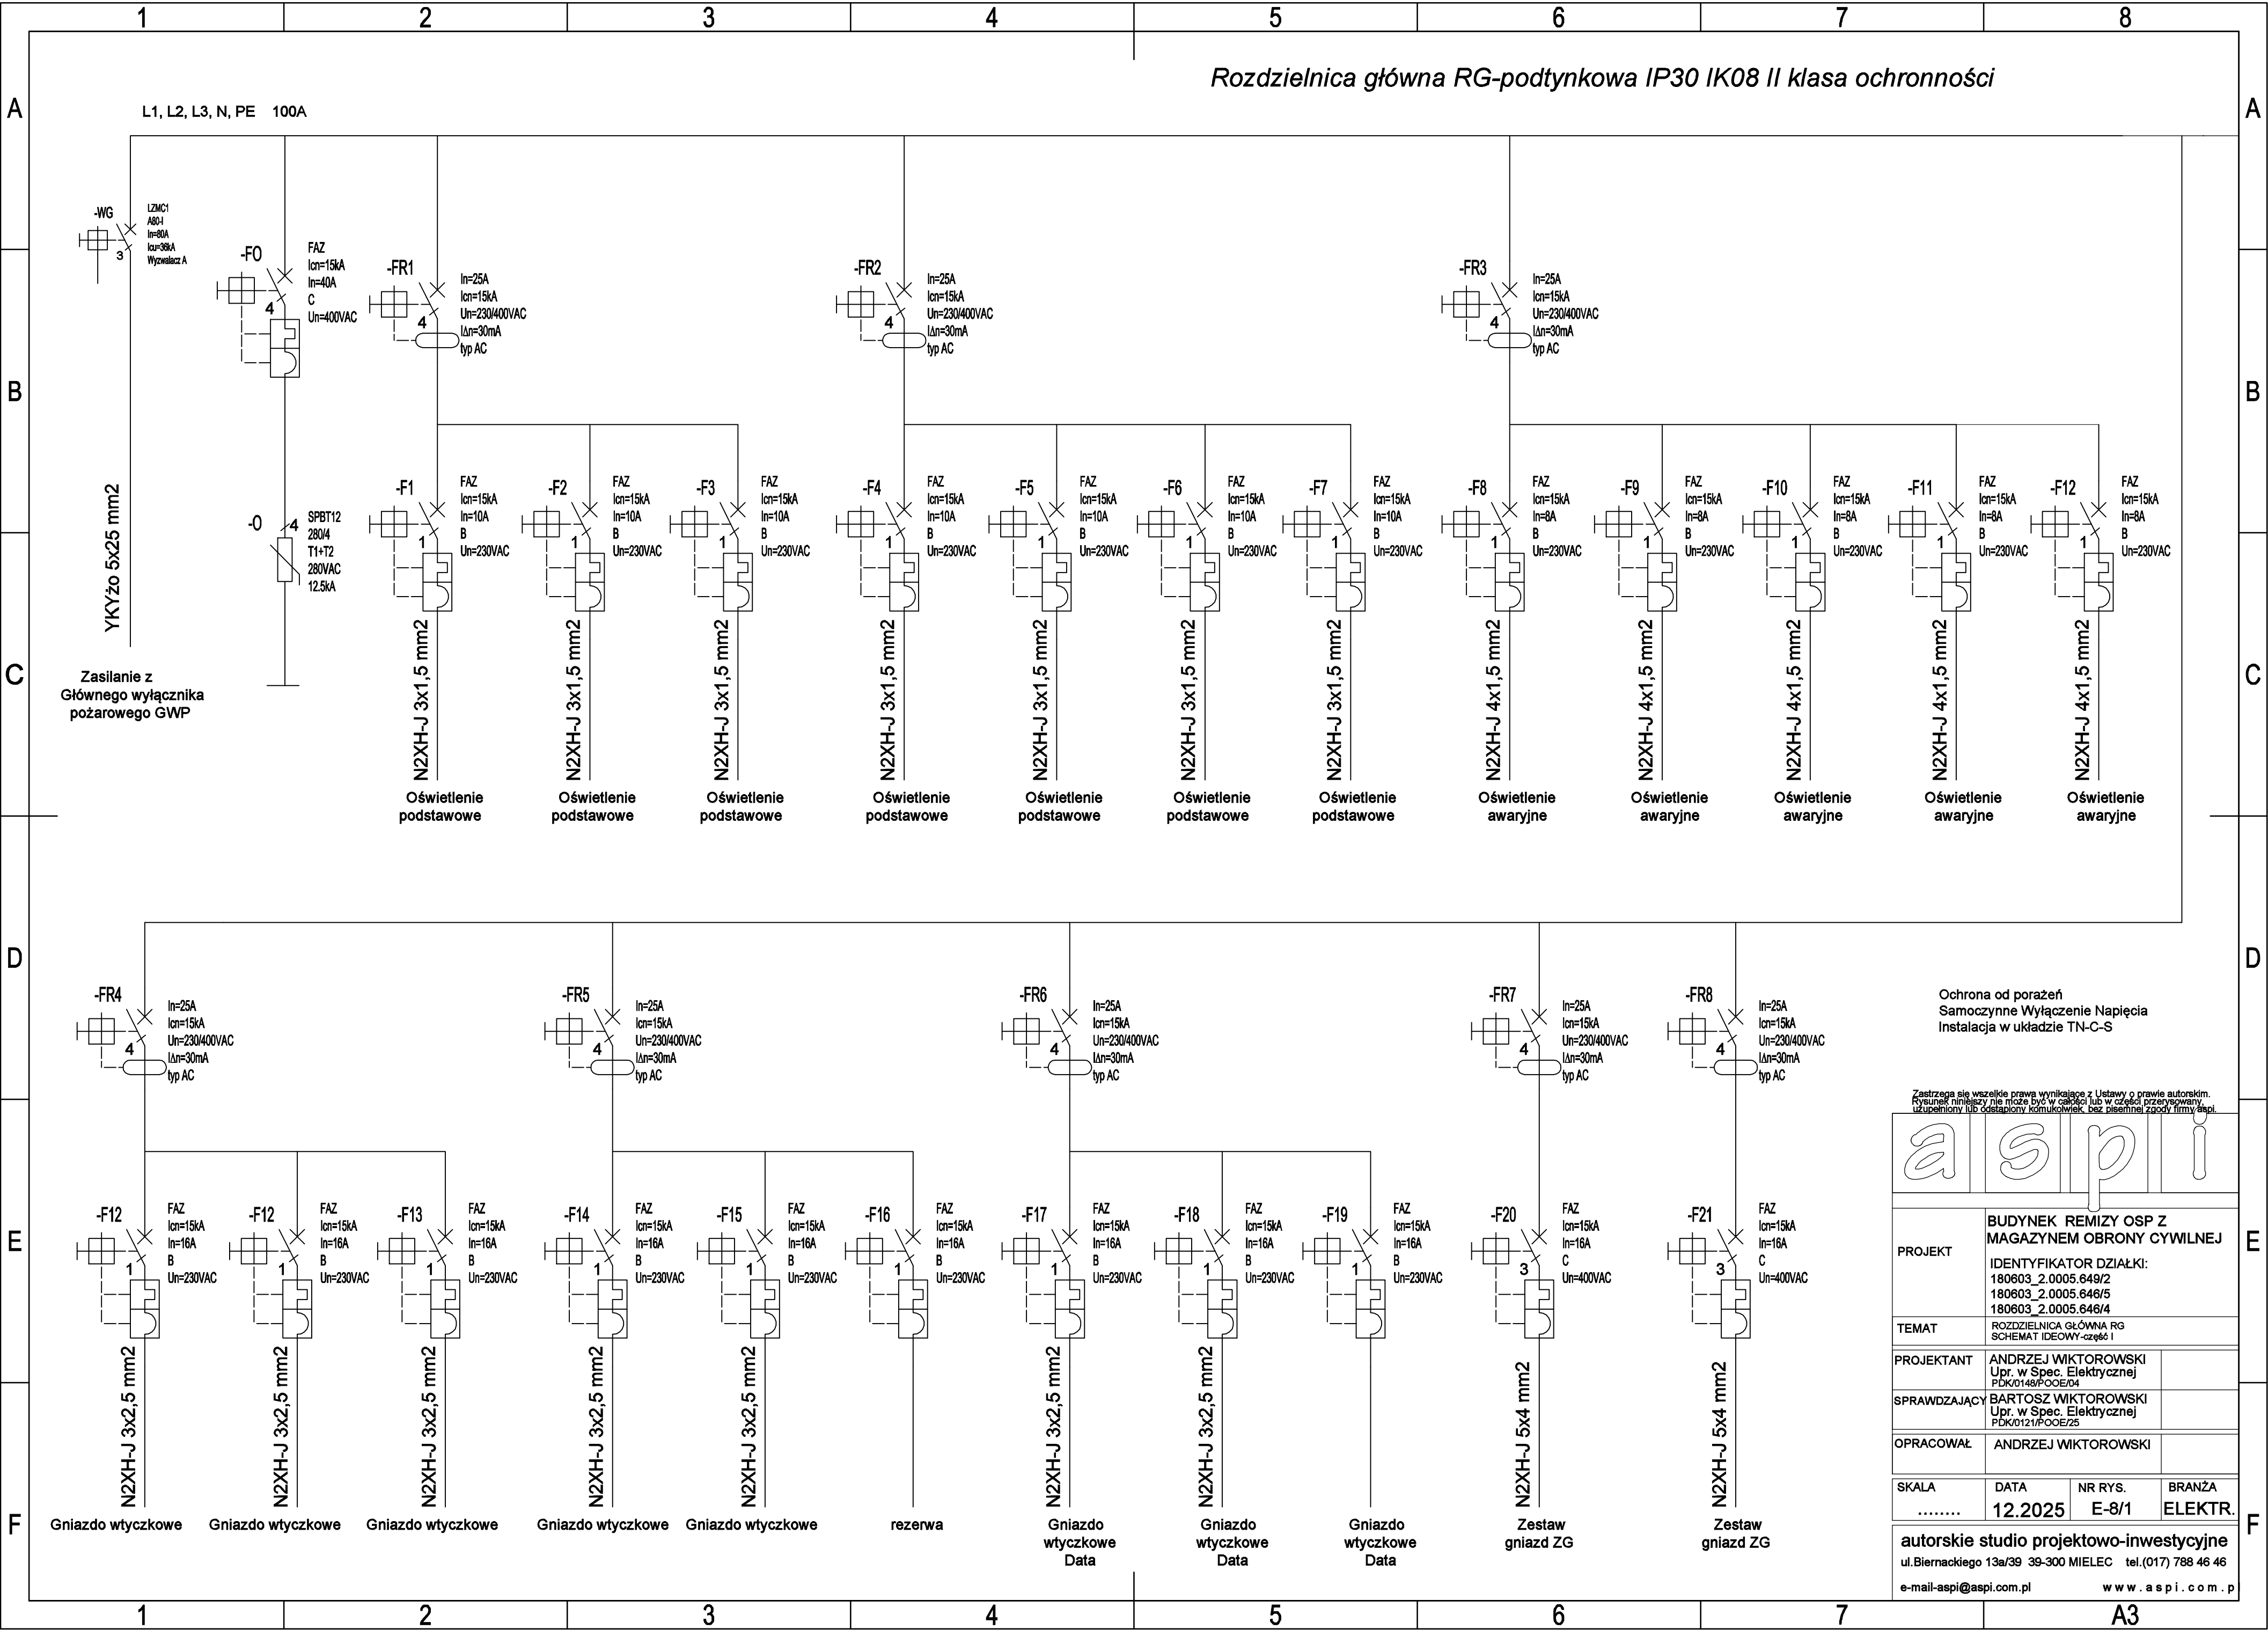 1 2 3 4 5 6 7 8
A A
Rozdzielnica główna RG-podtynkowa IP30 IK08 II klasa ochronności
L1, L2, L3, N, PE 100A
-WG
3
LZMC1
A80-I
In=80A
Icu=36kA
Wyzwalacz A
YKYżo 5x25 mm2
Zasilanie z
Głównego wyłącznika
pożarowego GWP
-FO
4
FAZ
Icn=15kA
In=40A
C
Un=400VAC
-O
4
SPBT12
280/4
T1+T2
280VAC
12.5kA
-FR1
4
In=25A
Icn=15kA
Un=230/400VAC
IΔn=30mA
typ AC
-FR2
4
In=25A
Icn=15kA
Un=230/400VAC
IΔn=30mA
typ AC
-FR3
4
In=25A
Icn=15kA
Un=230/400VAC
IΔn=30mA
typ AC
B B
-F1
1
FAZ
Icn=15kA
In=10A
B
Un=230VAC
N2XH-J 3x1,5 mm2
Oświetlenie
podstawowe
-F2
1
FAZ
Icn=15kA
In=10A
B
Un=230VAC
N2XH-J 3x1,5 mm2
Oświetlenie
podstawowe
-F3
1
FAZ
Icn=15kA
In=10A
B
Un=230VAC
N2XH-J 3x1,5 mm2
Oświetlenie
podstawowe
-F4
1
FAZ
Icn=15kA
In=10A
B
Un=230VAC
N2XH-J 3x1,5 mm2
Oświetlenie
podstawowe
-F5
1
FAZ
Icn=15kA
In=10A
B
Un=230VAC
N2XH-J 3x1,5 mm2
Oświetlenie
podstawowe
-F6
1
FAZ
Icn=15kA
In=10A
B
Un=230VAC
N2XH-J 3x1,5 mm2
Oświetlenie
podstawowe
-F7
1
FAZ
Icn=15kA
In=10A
B
Un=230VAC
N2XH-J 3x1,5 mm2
Oświetlenie
podstawowe
-F8
1
FAZ
Icn=15kA
In=8A
B
Un=230VAC
N2XH-J 4x1,5 mm2
Oświetlenie
awaryjne
-F9
1
FAZ
Icn=15kA
In=8A
B
Un=230VAC
N2XH-J 4x1,5 mm2
Oświetlenie
awaryjne
-F10
1
FAZ
Icn=15kA
In=8A
B
Un=230VAC
N2XH-J 4x1,5 mm2
Oświetlenie
awaryjne
-F11
1
FAZ
Icn=15kA
In=8A
B
Un=230VAC
N2XH-J 4x1,5 mm2
Oświetlenie
awaryjne
-F12
1
FAZ
Icn=15kA
In=8A
B
Un=230VAC
N2XH-J 4x1,5 mm2
Oświetlenie
awaryjne
C C
D D
-FR4
4
In=25A
Icn=15kA
Un=230/400VAC
IΔn=30mA
typ AC
-FR5
4
In=25A
Icn=15kA
Un=230/400VAC
IΔn=30mA
typ AC
-FR6
4
In=25A
Icn=15kA
Un=230/400VAC
IΔn=30mA
typ AC
-FR7
4
In=25A
Icn=15kA
Un=230/400VAC
IΔn=30mA
typ AC
-FR8
4
In=25A
Icn=15kA
Un=230/400VAC
IΔn=30mA
typ AC
Ochrona od porażeń
Samoczynne Wyłączenie Napięcia
Instalacja w układzie TN-C-S
-F12
1
FAZ
Icn=15kA
In=16A
B
Un=230VAC
N2XH-J 3x2,5 mm2
Gniazdo wtyczkowe
-F12
1
FAZ
Icn=15kA
In=16A
B
Un=230VAC
N2XH-J 3x2,5 mm2
Gniazdo wtyczkowe
-F13
1
FAZ
Icn=15kA
In=16A
B
Un=230VAC
N2XH-J 3x2,5 mm2
Gniazdo wtyczkowe
-F14
1
FAZ
Icn=15kA
In=16A
B
Un=230VAC
N2XH-J 3x2,5 mm2
Gniazdo wtyczkowe
-F15
1
FAZ
Icn=15kA
In=16A
B
Un=230VAC
N2XH-J 3x2,5 mm2
Gniazdo wtyczkowe
-F16
1
FAZ
Icn=15kA
In=16A
B
Un=230VAC
rezerwa
-F17
1
FAZ
Icn=15kA
In=16A
B
Un=230VAC
N2XH-J 3x2,5 mm2
Gniazdo
wtyczkowe
Data
-F18
1
FAZ
Icn=15kA
In=16A
B
Un=230VAC
N2XH-J 3x2,5 mm2
Gniazdo
wtyczkowe
Data
-F19
1
FAZ
Icn=15kA
In=16A
B
Un=230VAC
Gniazdo
wtyczkowe
Data
-F20
3
FAZ
Icn=15kA
In=16A
C
Un=400VAC
N2XH-J 5x4 mm2
Zestaw
gniazd ZG
-F21
3
FAZ
Icn=15kA
In=16A
C
Un=400VAC
N2XH-J 5x4 mm2
Zestaw
gniazd ZG
E E
F F
Zastrzega się wszelkie prawa wynikające z Ustawy o prawie autorskim.
Rysunek niniejszy nie może być w całości lub w części przerysowany,
uzupełniony lub odstąpiony komukolwiek, bez pisemnej zgody firmy aspi.
aspi
PROJEKT
BUDYNEK REMIZY OSP Z
MAGAZYNEM OBRONY CYWILNEJ
IDENTYFIKATOR DZIAŁKI:
180603_2.0005.649/2
180603_2.0005.646/5
180603_2.0005.646/4
TEMAT
ROZDZIELNICA GŁÓWNA RG
SCHEMAT IDEOWY-część I
PROJEKTANT
ANDRZEJ WIKTOROWSKI
Upr. w Spec. Elektrycznej
PDK/0148/POOE/04
SPRAWDZAJĄCY
BARTOSZ WIKTOROWSKI
Upr. w Spec. Elektrycznej
PDK/0121/POOE/25
OPRACOWAŁ
ANDRZEJ WIKTOROWSKI
SKALA DATA NR RYS. BRANŻA
........ 12.2025 E-8/1 ELEKTR.
autorskie studio projektowo-inwestycyjne
ul.Biernackiego 13a/39 39-300 MIELEC tel.(017) 788 46 46
e-mail-aspi@aspi.com.pl www.aspi.com.p
1 2 3 4 5 6 7 A3